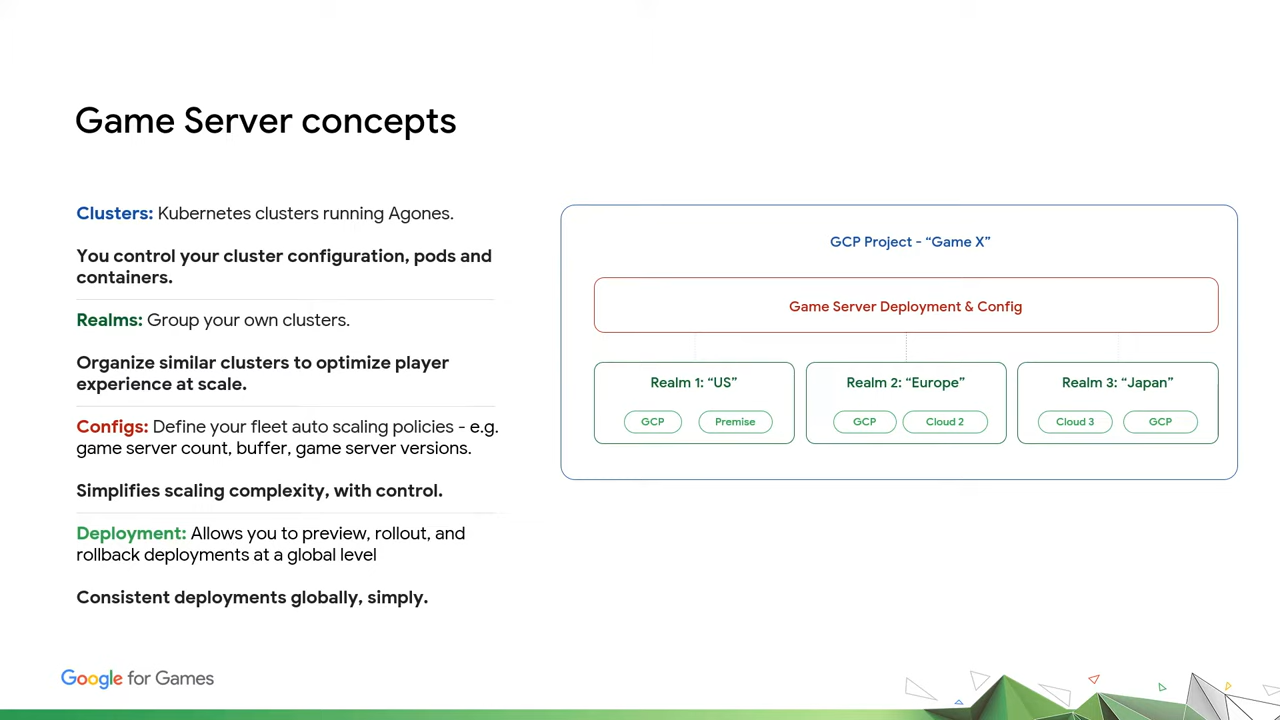 Game Server concepts
Clusters: Kubernetes clusters running Agones.
You control your cluster configuration, pods and
containers.
Realms: Group your own clusters.
Organize similar clusters to optimize player
experience at scale.
Configs: Define your fleet auto scaling policies - e.g.
game server count, buffer, game server versions.
Simplifies scaling complexity, with control.
Deployment: Allows you to preview, rollout, and
rollback deployments at a global level
Consistent deployments globally, simply.
GCP Project - “Game X”
Game Server Deployment & Config
Realm 1: “US”
GCP
Premise
Realm 2: “Europe”
GCP
Cloud 2
Realm 3: “Japan”
Cloud 3
GCP
Google for Games